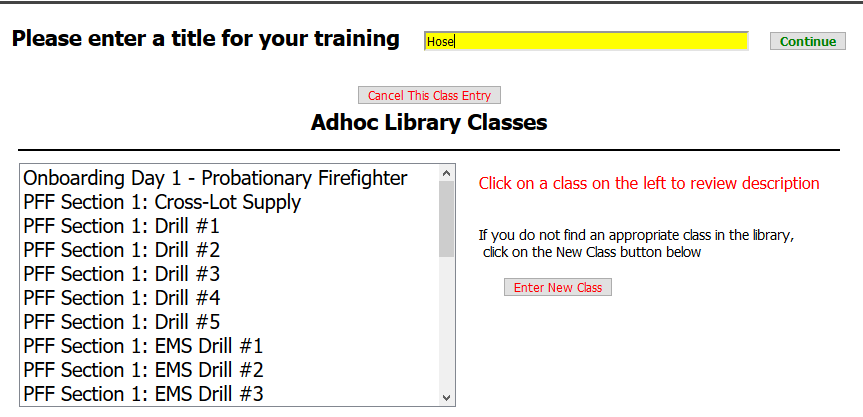 Please enter a title for your training Hose Continue
Cancel This Class Entry
Adhoc Library Classes
Onboarding Day 1 - Probationary Firefighter
PFF Section 1: Cross-Lot Supply
PFF Section 1: Drill #1
PFF Section 1: Drill #2
PFF Section 1: Drill #3
PFF Section 1: Drill #4
PFF Section 1: Drill #5
PFF Section 1: EMS Drill #1
PFF Section 1: EMS Drill #2
PFF Section 1: EMS Drill #3
Click on a class on the left to review description
If you do not find an appropriate class in the library,
click on the New Class button below
Enter New Class